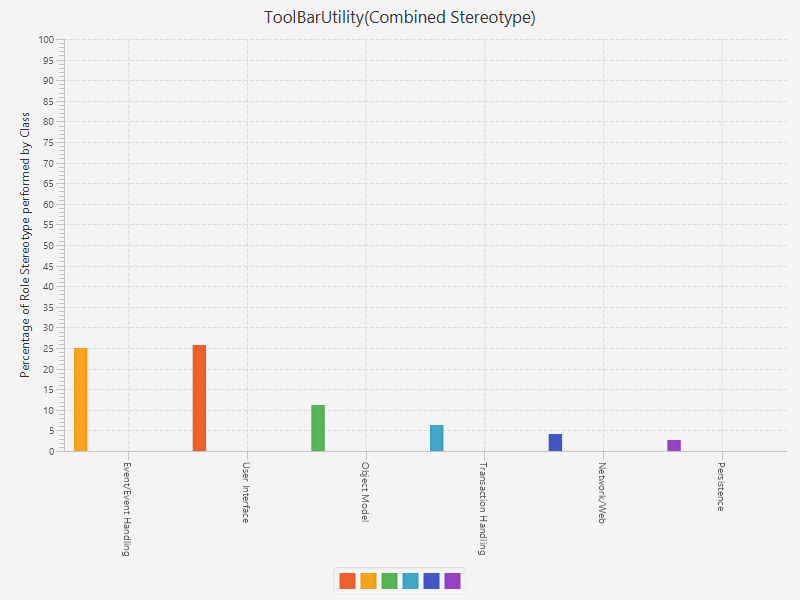 ToolBarUtility(Combined Stereotype)
Percentage of Role Stereotype performed by Class
100
95
90
85
80
75
70
65
60
55
50
45
40
35
30
25
20
15
10
5
0
Event/Event Handling
User Interface
Object Model
Transaction Handling
Network/Web
Persistence